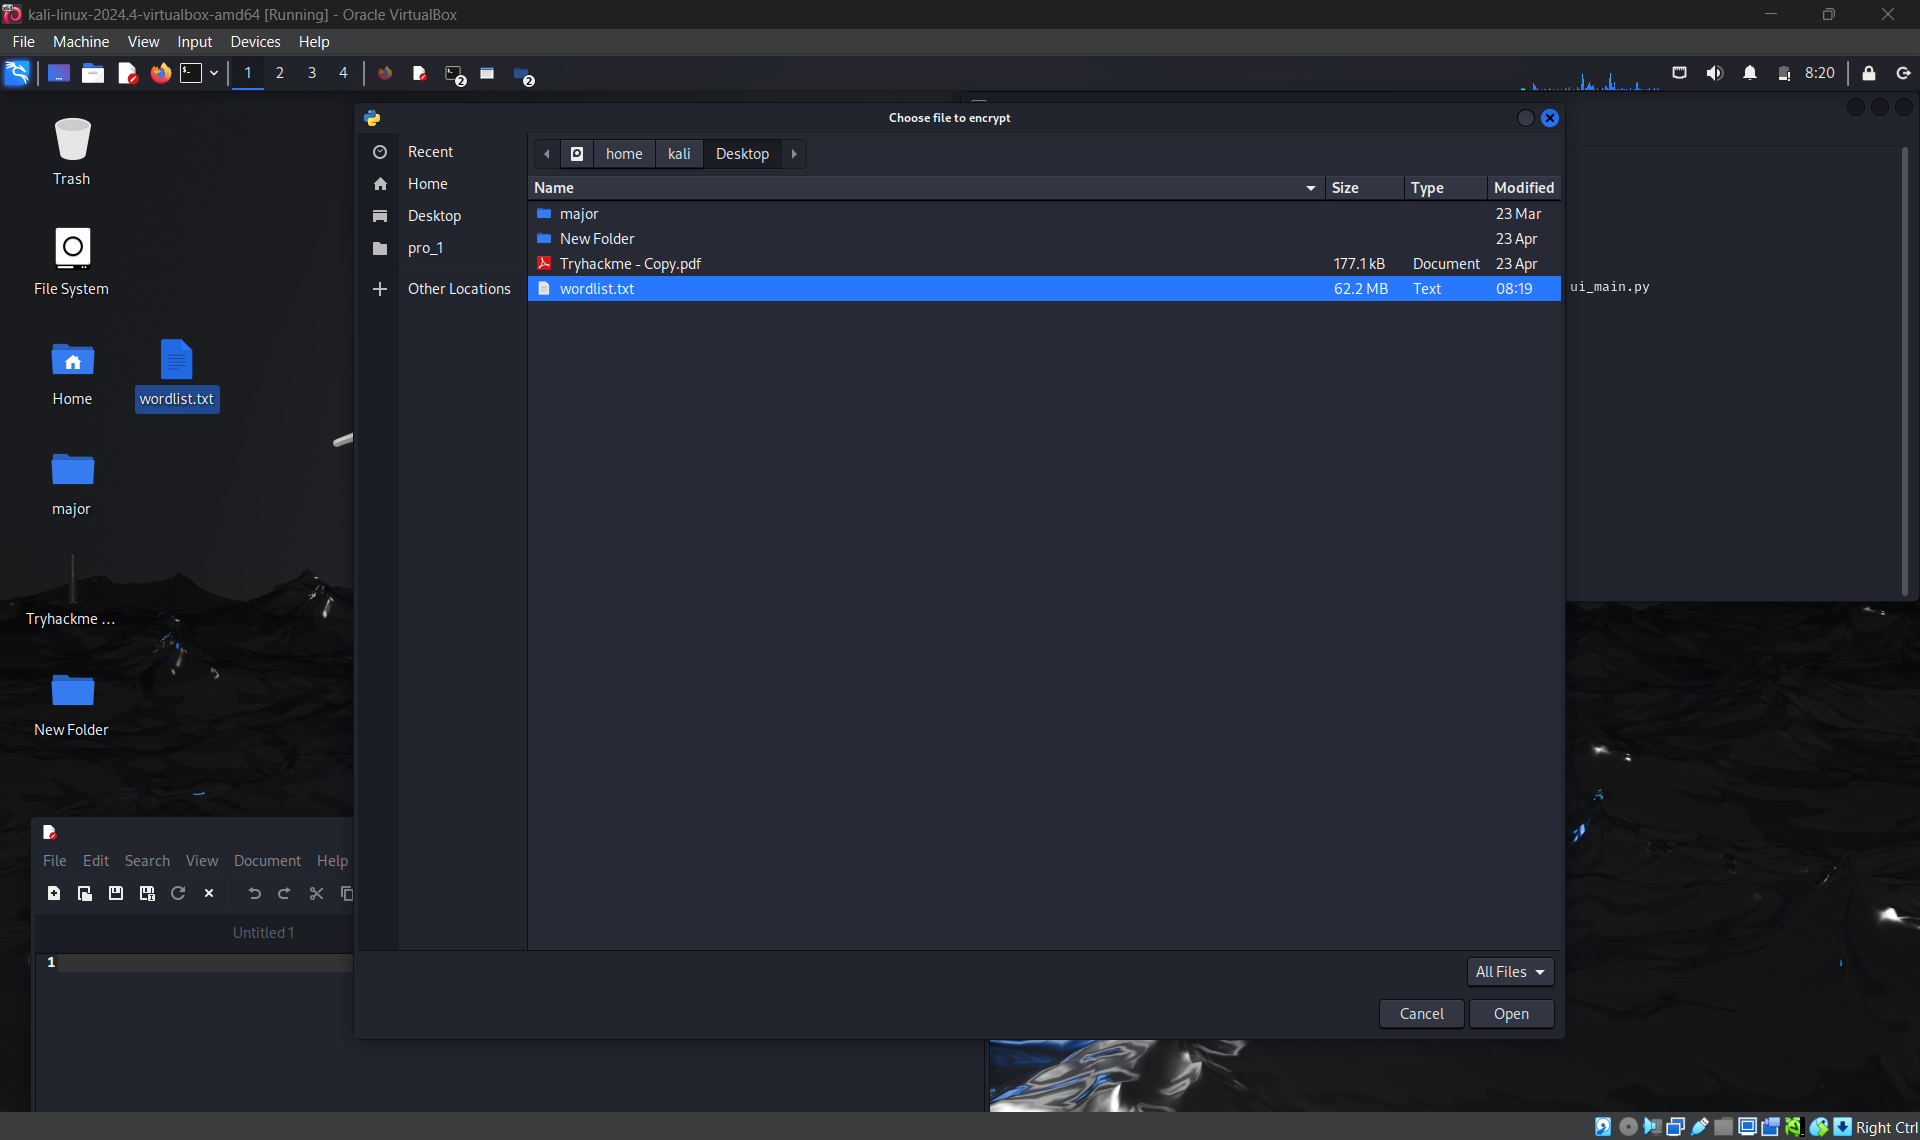 kali-linux-2024.4-virtualbox-amd64 [Running] - Oracle VirtualBox
File Machine View Input Devices Help
1 2 3 4 2 2 8:20
Choose file to encrypt
Trash
File System
Home
wordlist.txt
major
Tryhackme ...
New Folder
Recent
Home
Desktop
pro_1
Other Locations
home kali Desktop
Name Size Type Modified
major 23 Mar
New Folder 23 Apr
Tryhackme - Copy.pdf 177.1 kB Document 23 Apr
wordlist.txt 62.2 MB Text 08:19
ui_main.py
File Edit Search View Document Help
Untitled 1
1
All Files
Cancel Open
Right Ctrl